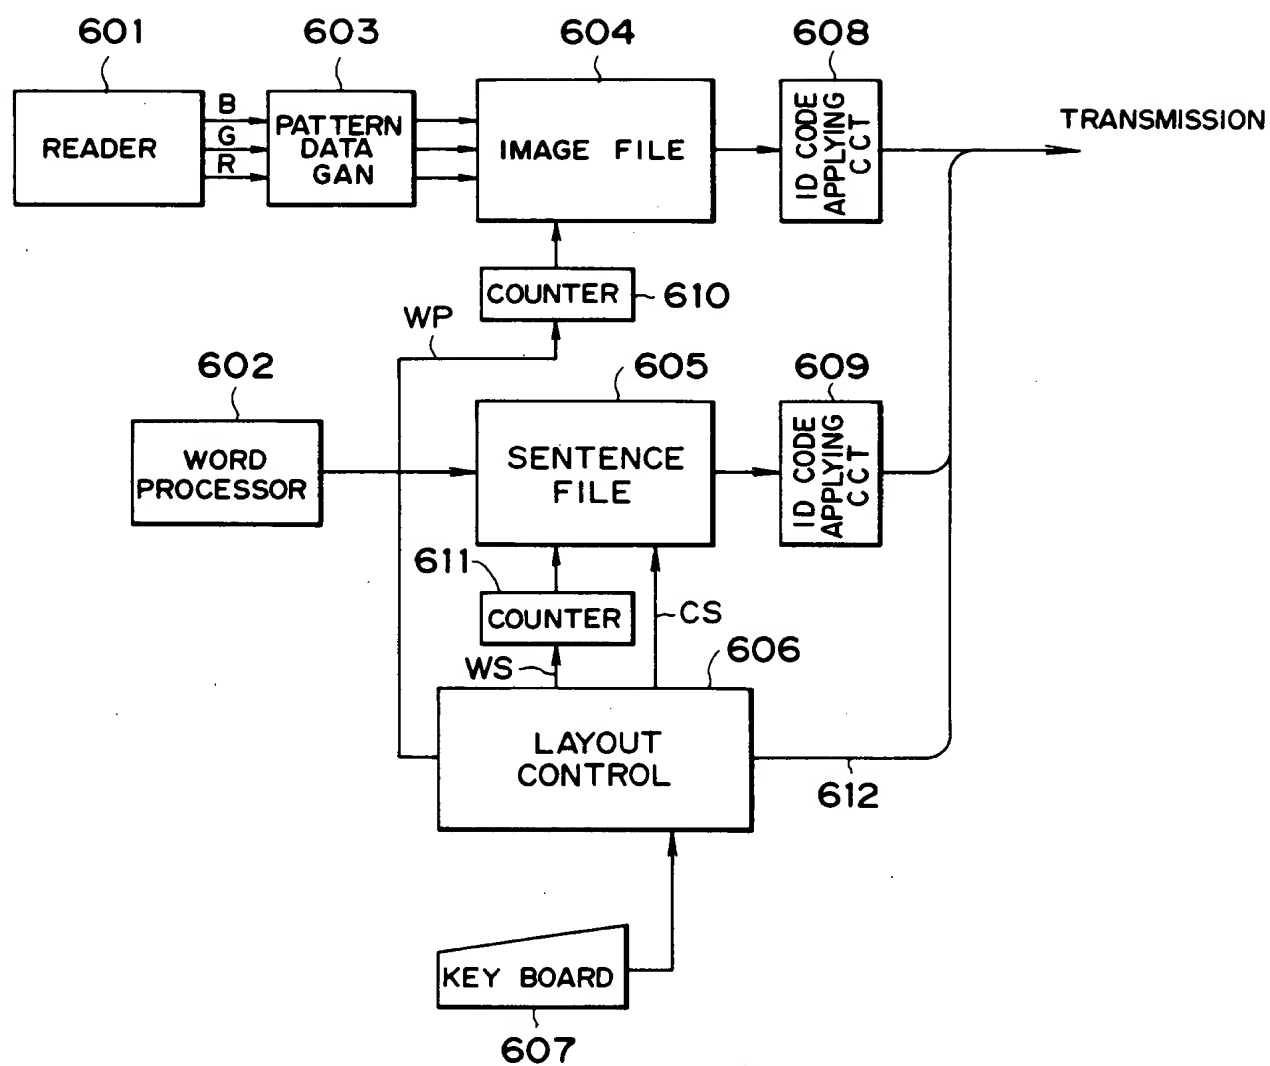 601
603
604
608
READER
B
G
R
PATTERN
DATA
GAN
IMAGE FILE
ID CODE
APPLYING
CCT
TRANSMISSION
COUNTER
610
WP
602
605
609
WORD
PROCESSOR
SENTENCE
FILE
ID CODE
APPLYING
CCT
611
COUNTER
CS
WS
606
LAYOUT
CONTROL
612
KEY BOARD
607